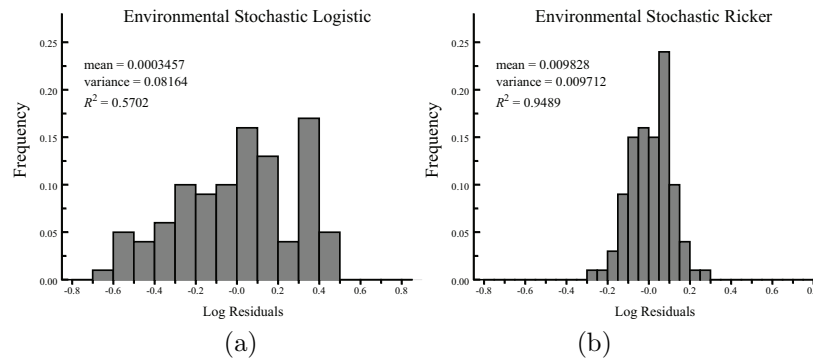 Environmental Stochastic Logistic
mean = 0.0003457
variance = 0.08164
R² = 0.5702
Frequency
0.25
0.20
0.15
0.10
0.05
0.00
-0.8 -0.6 -0.4 -0.2 -0.0 0.2 0.4 0.6 0.8
Log Residuals
(a)
Environmental Stochastic Ricker
mean = 0.009828
variance = 0.009712
R² = 0.9489
Frequency
0.25
0.20
0.15
0.10
0.05
0.00
-0.8 -0.6 -0.4 -0.2 -0.0 0.2 0.4 0.6 0.8
Log Residuals
(b)